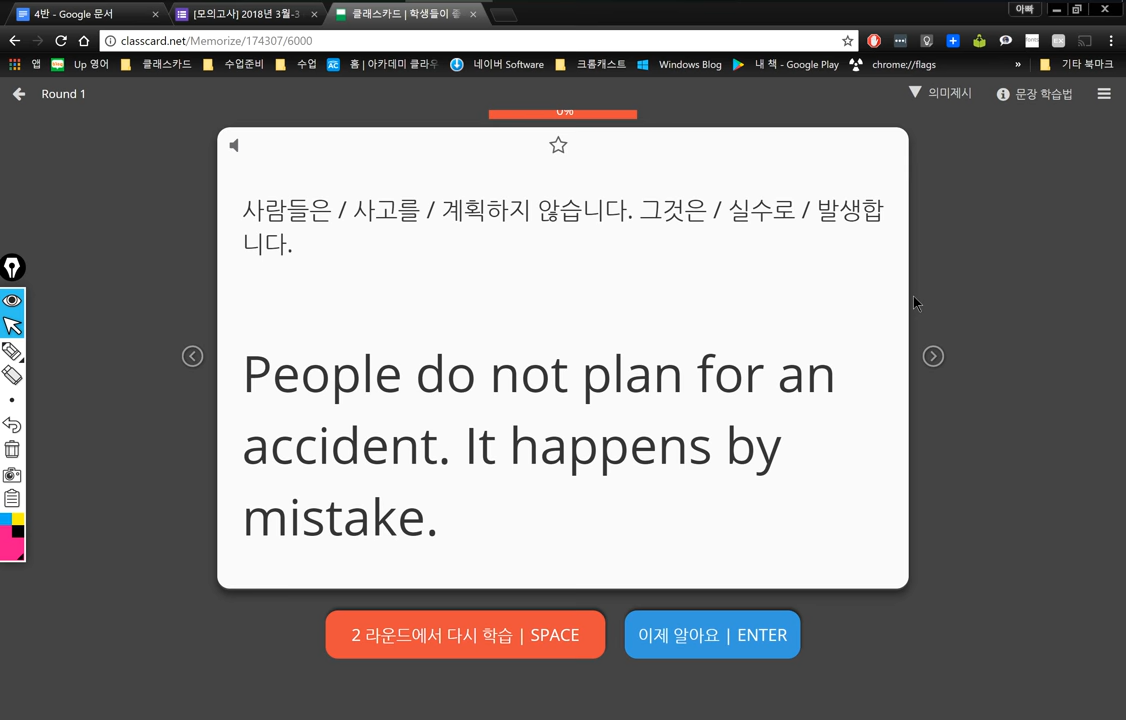 4반 - Google 문서
[모의고사] 2018년 3월-3
클래스카드 | 학생들이 좋
아빠
classcard.net/Memorize/174307/6000
앱 Up 영어 클래스카드 수업준비 수업 홈 | 아카데미 클라우 네이버 Software 크롬캐스트 Windows Blog 내 책 - Google Play chrome://flags » 기타 북마크
Round 1
의미제시
문장 학습법
0%
사람들은 / 사고를 / 계획하지 않습니다. 그것은 / 실수로 / 발생합
니다.
People do not plan for an
accident. It happens by
mistake.
2 라운드에서 다시 학습 | SPACE
이제 알아요 | ENTER